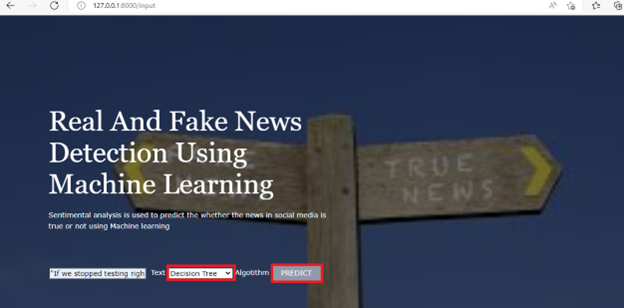 127.0.0.1:8000/input
Real And Fake News
Detection Using
Machine Learning
TRUE
NEWS
Sentimental analysis is used to predict the whether the news in social media is
true or not using Machine learning
"If we stopped testing righ Text Decision Tree Algotithm PREDICT